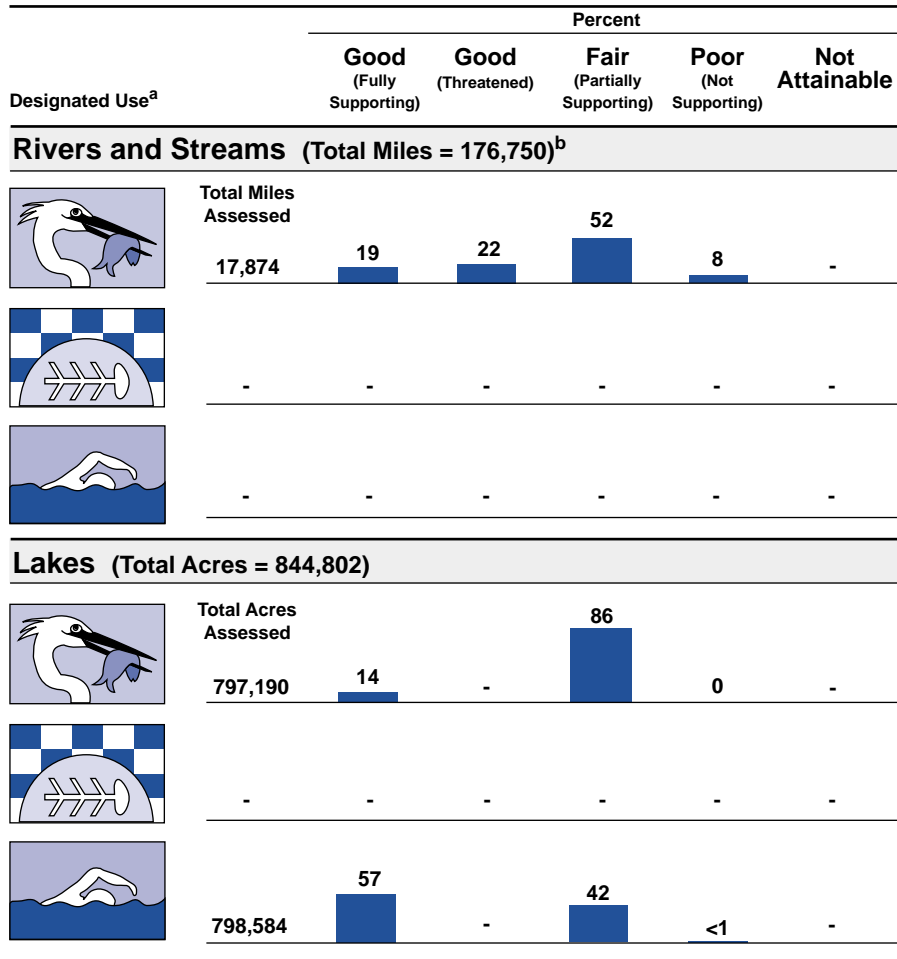 Percent
Designated Useᵃ
Good (Fully Supporting)
Good (Threatened)
Fair (Partially Supporting)
Poor (Not Supporting)
Not Attainable
Rivers and Streams (Total Miles = 176,750)ᵇ
Total Miles
Assessed
17,874 19 22 52 8 -
- - - - - -
- - - - - -
Lakes (Total Acres = 844,802)
Total Acres
Assessed
797,190 14 - 86 0 -
- - - - - -
798,584 57 - 42 <1 -